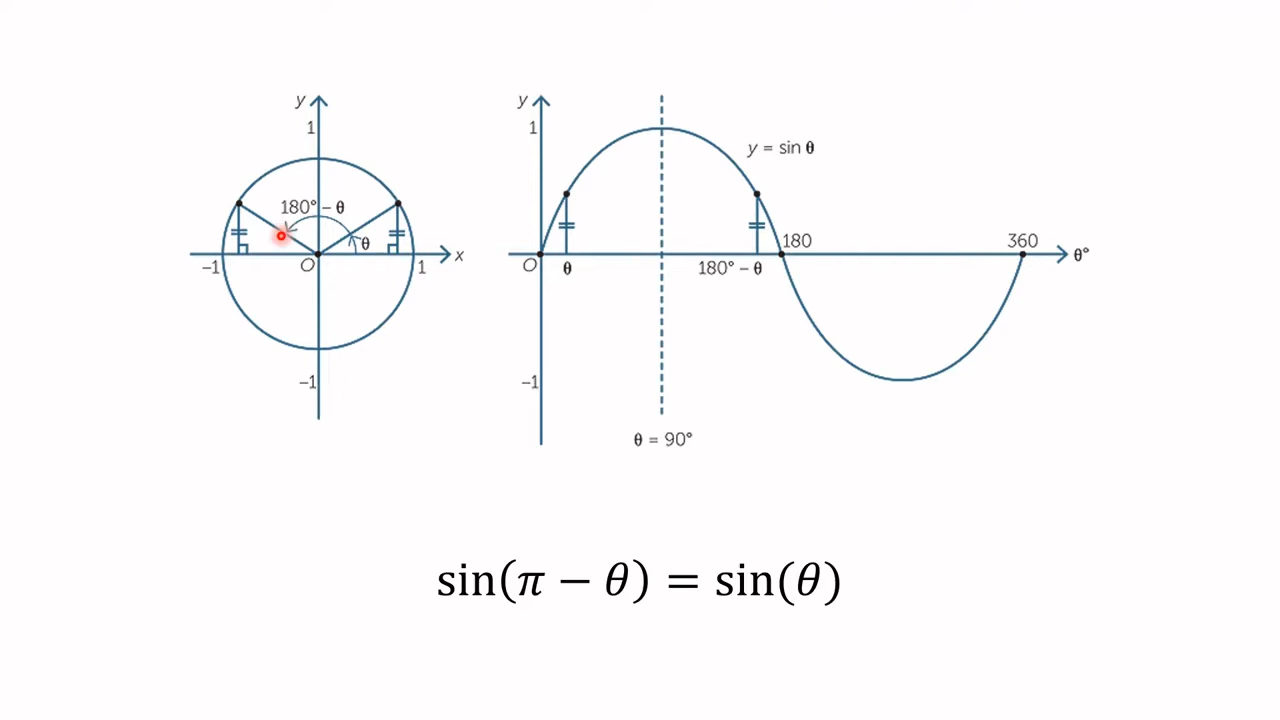 y
1
180° – θ
θ
–1
O
1
x
–1
y
1
y = sin θ
180
360
O
θ
180° – θ
θ°
–1
θ = 90°
sin(π − θ) = sin(θ)